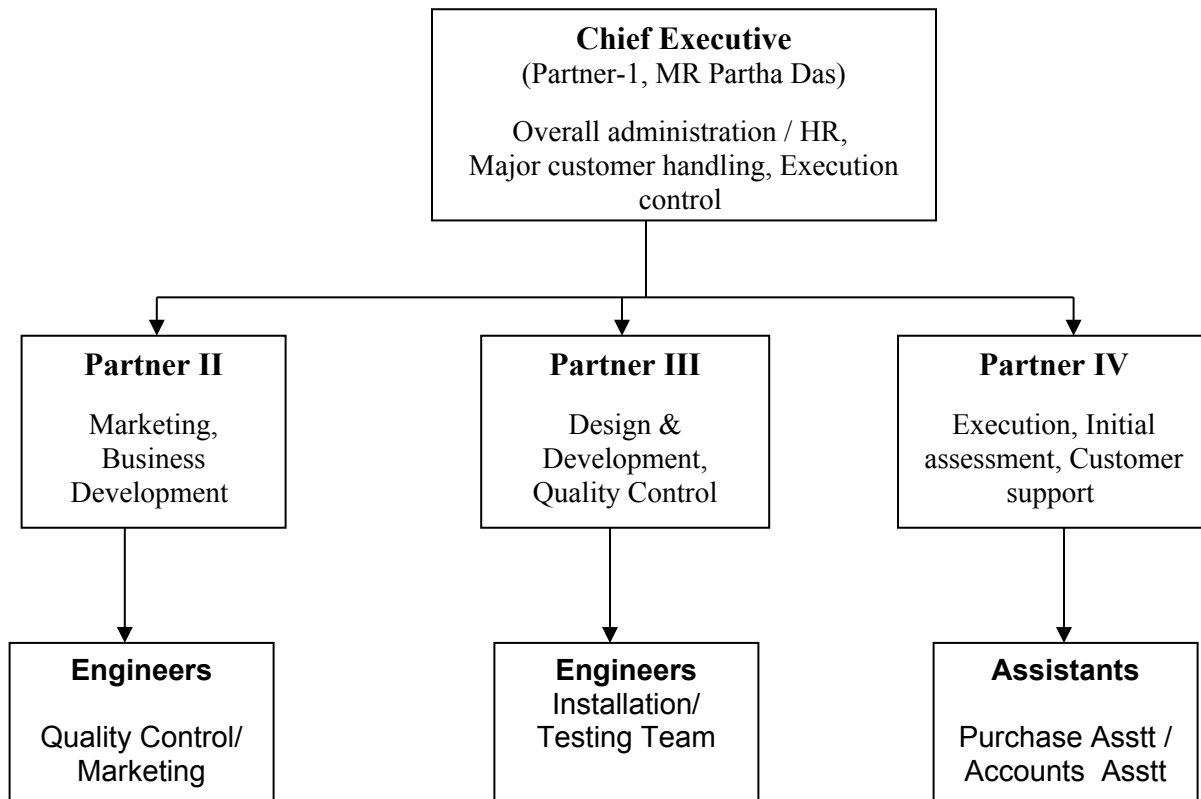 Chief Executive
(Partner-1, MR Partha Das)
Overall administration / HR,
Major customer handling, Execution
control
Partner II
Marketing,
Business
Development
Partner III
Design &
Development,
Quality Control
Partner IV
Execution, Initial
assessment, Customer
support
Engineers
Quality Control/
Marketing
Engineers
Installation/
Testing Team
Assistants
Purchase Asstt /
Accounts Asstt